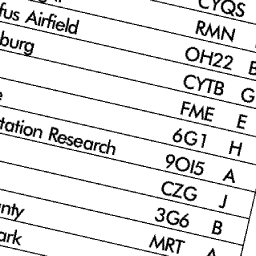 CYQS
RMN
fus Airfield OH22
burg CYTB G
FME E
e 6G1 H
tation Research 9OI5 A
CZG J
3G6 B
nty MRT A
ark